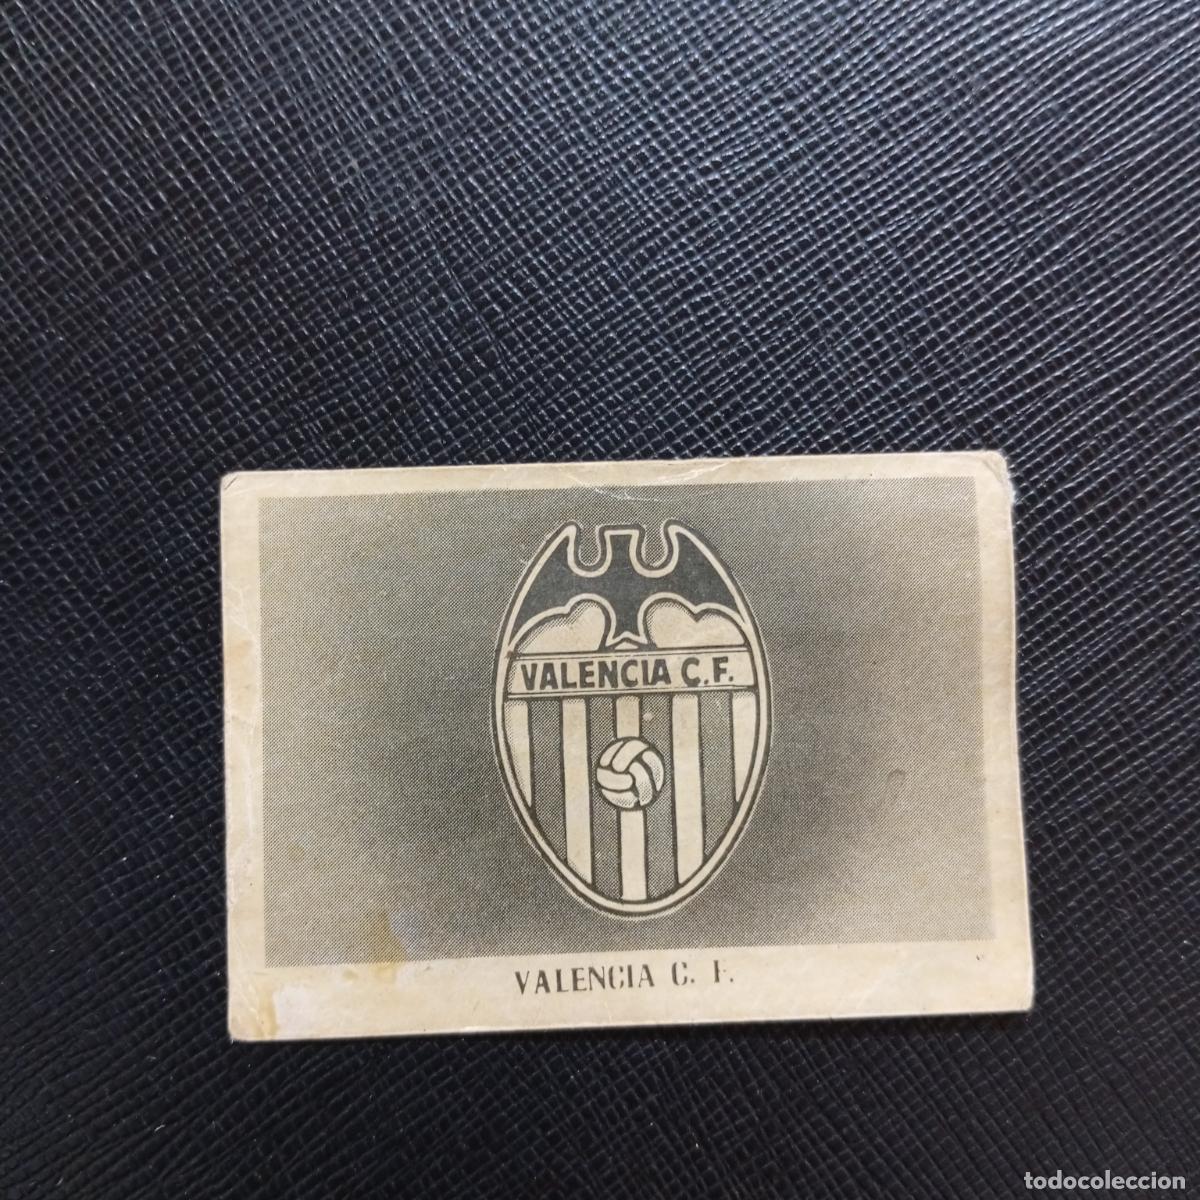 VALENCIA C.F.
VALENCIA C. F.
todocoleccion